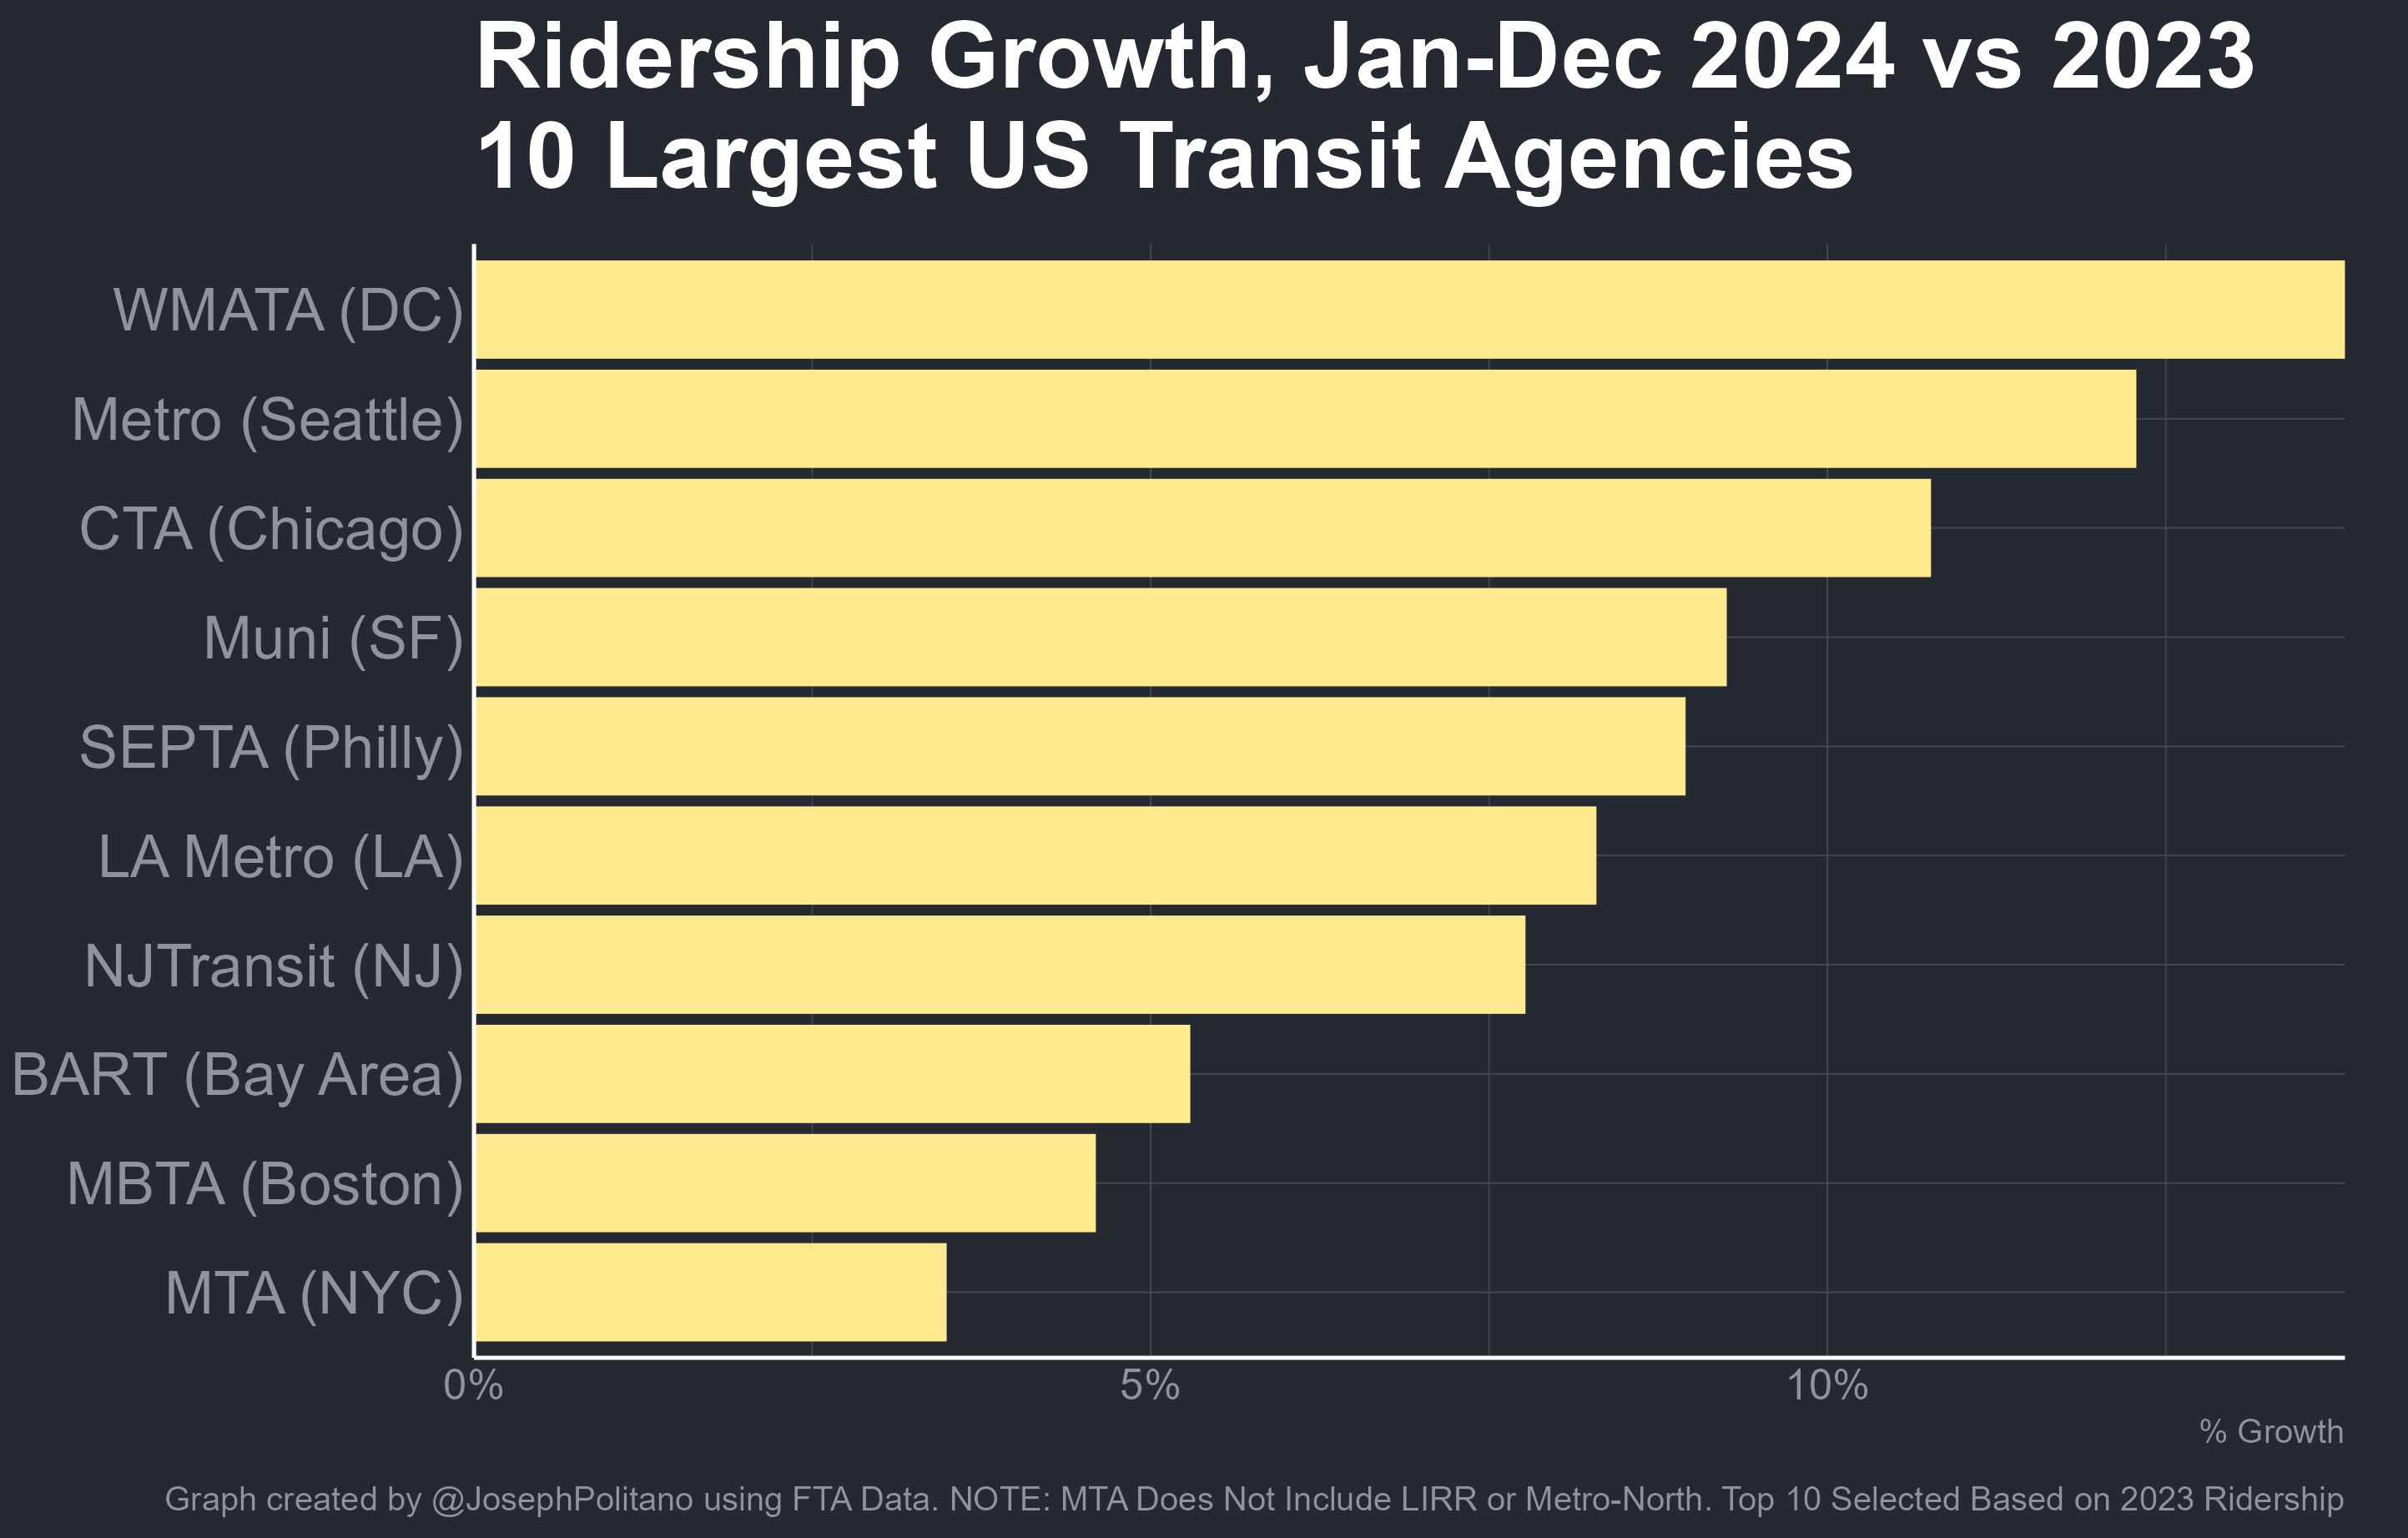 Ridership Growth, Jan-Dec 2024 vs 2023
10 Largest US Transit Agencies
WMATA (DC)
Metro (Seattle)
CTA (Chicago)
Muni (SF)
SEPTA (Philly)
LA Metro (LA)
NJTransit (NJ)
BART (Bay Area)
MBTA (Boston)
MTA (NYC)
0% 5% 10%
% Growth
Graph created by @JosephPolitano using FTA Data. NOTE: MTA Does Not Include LIRR or Metro-North. Top 10 Selected Based on 2023 Ridership